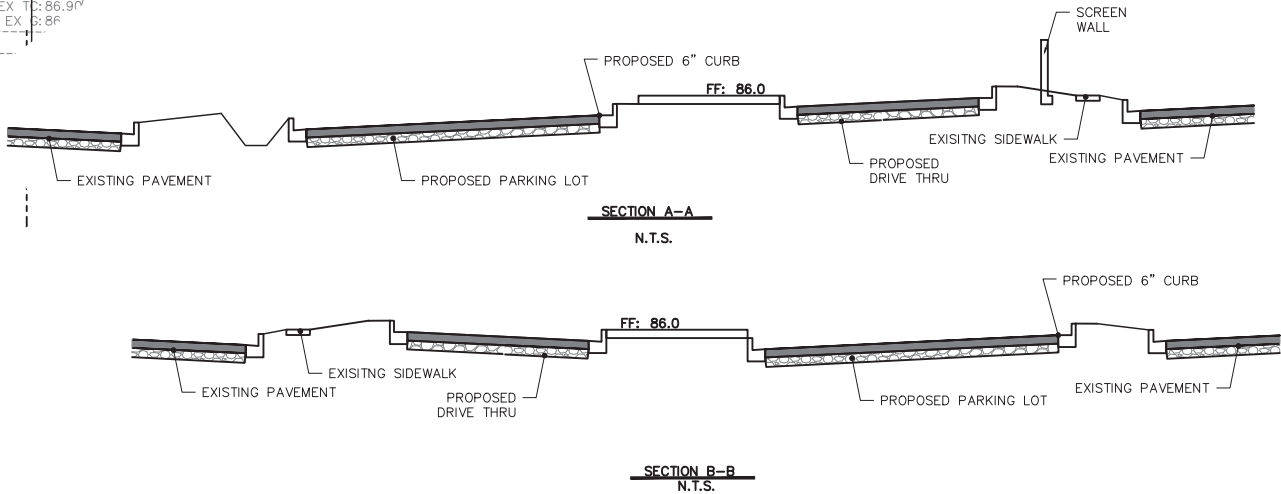 EX TC: 86.90
EX G: 86
SCREEN
WALL
PROPOSED 6" CURB
FF: 86.0
EXISITNG SIDEWALK
EXISTING PAVEMENT
PROPOSED
DRIVE THRU
EXISTING PAVEMENT
PROPOSED PARKING LOT
SECTION A-A
N.T.S.
PROPOSED 6" CURB
FF: 86.0
EXISITNG SIDEWALK
EXISTING PAVEMENT
PROPOSED
DRIVE THRU
PROPOSED PARKING LOT
EXISTING PAVEMENT
SECTION B-B
N.T.S.